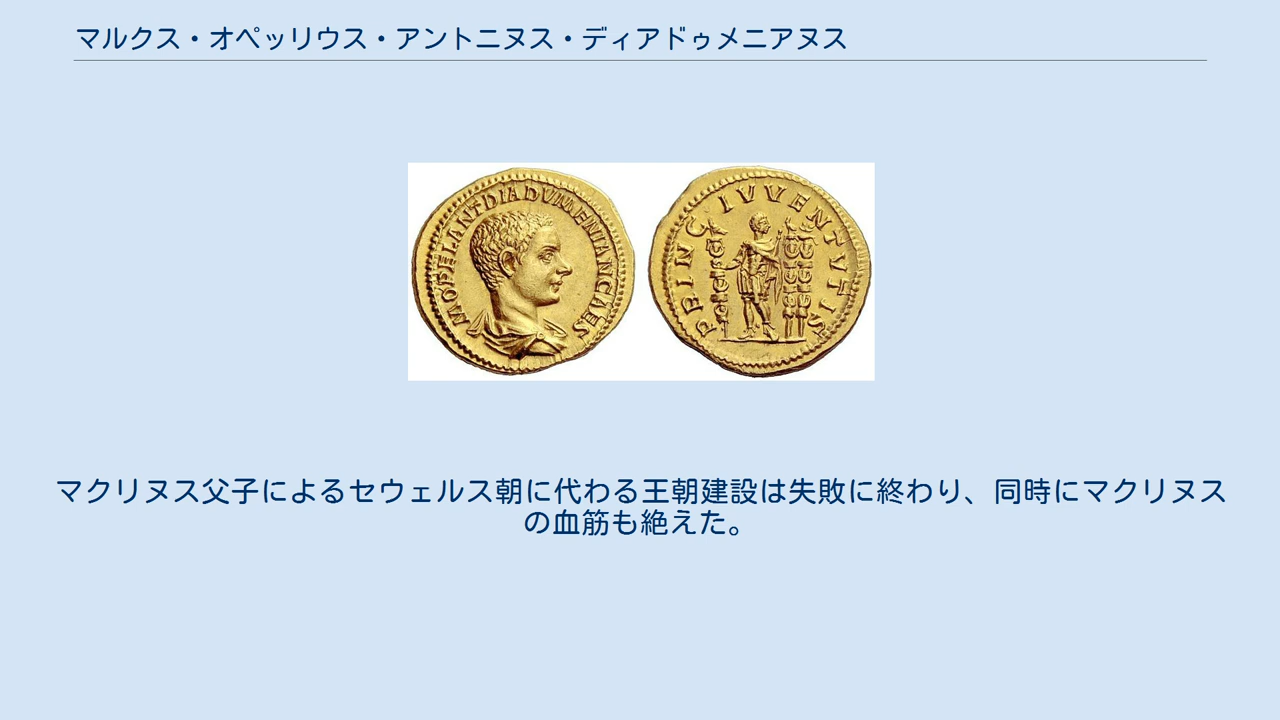 マルクス・オペッリウス・アントニヌス・ディアドゥメニアヌス
M OPEL ANT DIADVMENIAN CAES
PRINC IVVENTVTIS
マクリヌス父子によるセウェルス朝に代わる王朝建設は失敗に終わり、同時にマクリヌス
の血筋も絶えた。